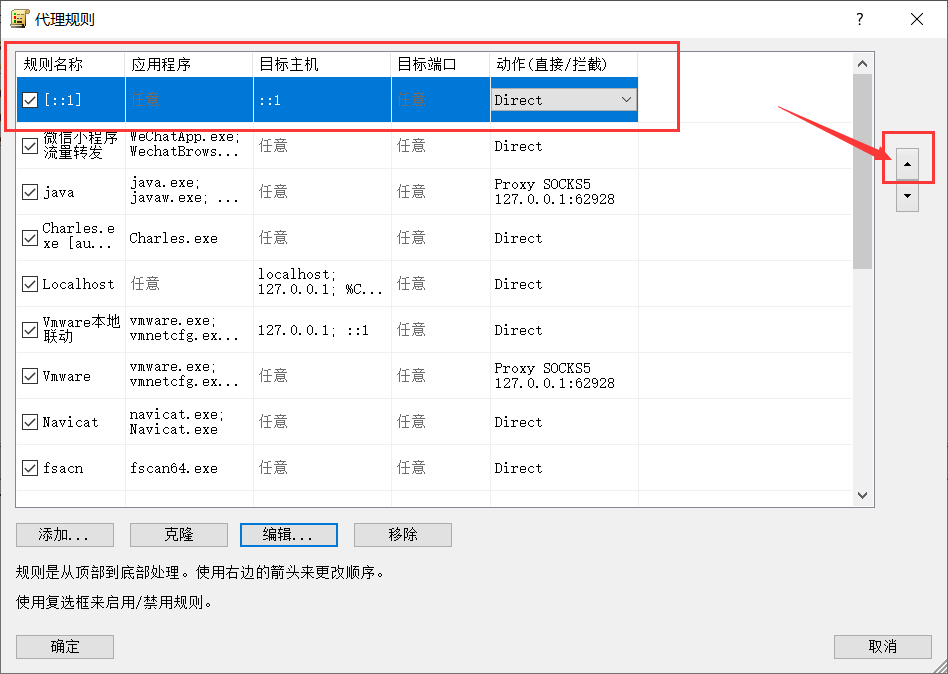 代理规则
规则名称 应用程序 目标主机 目标端口 动作(直接/拦截)
[::1] 任意 ::1 任意 Direct
微信小程序
流量转发
WeChatApp.exe;
WechatBrows...
任意 任意 Direct
java
java.exe;
javaw.exe; ...
任意 任意
Proxy SOCKS5
127.0.0.1:62928
Charles.e
xe [au...
Charles.exe 任意 任意 Direct
Localhost 任意
localhost;
127.0.0.1; %C...
任意 Direct
Vmware本地
联动
vmware.exe;
vmnetcfg.ex...
127.0.0.1; ::1 任意 Direct
Vmware
vmware.exe;
vmnetcfg.ex...
任意 任意
Proxy SOCKS5
127.0.0.1:62928
Navicat
navicat.exe;
Navicat.exe
任意 任意 Direct
fsacn fscan64.exe 任意 任意 Direct
添加... 克隆 编辑... 移除
规则是从顶部到底部处理。使用右边的箭头来更改顺序。
使用复选框来启用/禁用规则。
确定 取消